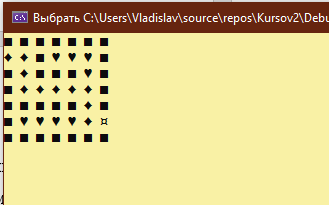 Выбрать C:\Users\Vladislav\source\repos\Kursov2\Debu
■ ■ ■ ■ ■ ■ ■
♦ ♦ ■ ♥ ♥ ♥ ■
■ ♦ ■ ■ ■ ♥ ■
■ ♦ ♦ ♦ ♦ ♦ ■
■ ■ ■ ■ ■ ♦ ■
■ ♥ ♥ ♥ ♥ ♦ ¤
■ ■ ■ ■ ■ ■ ■